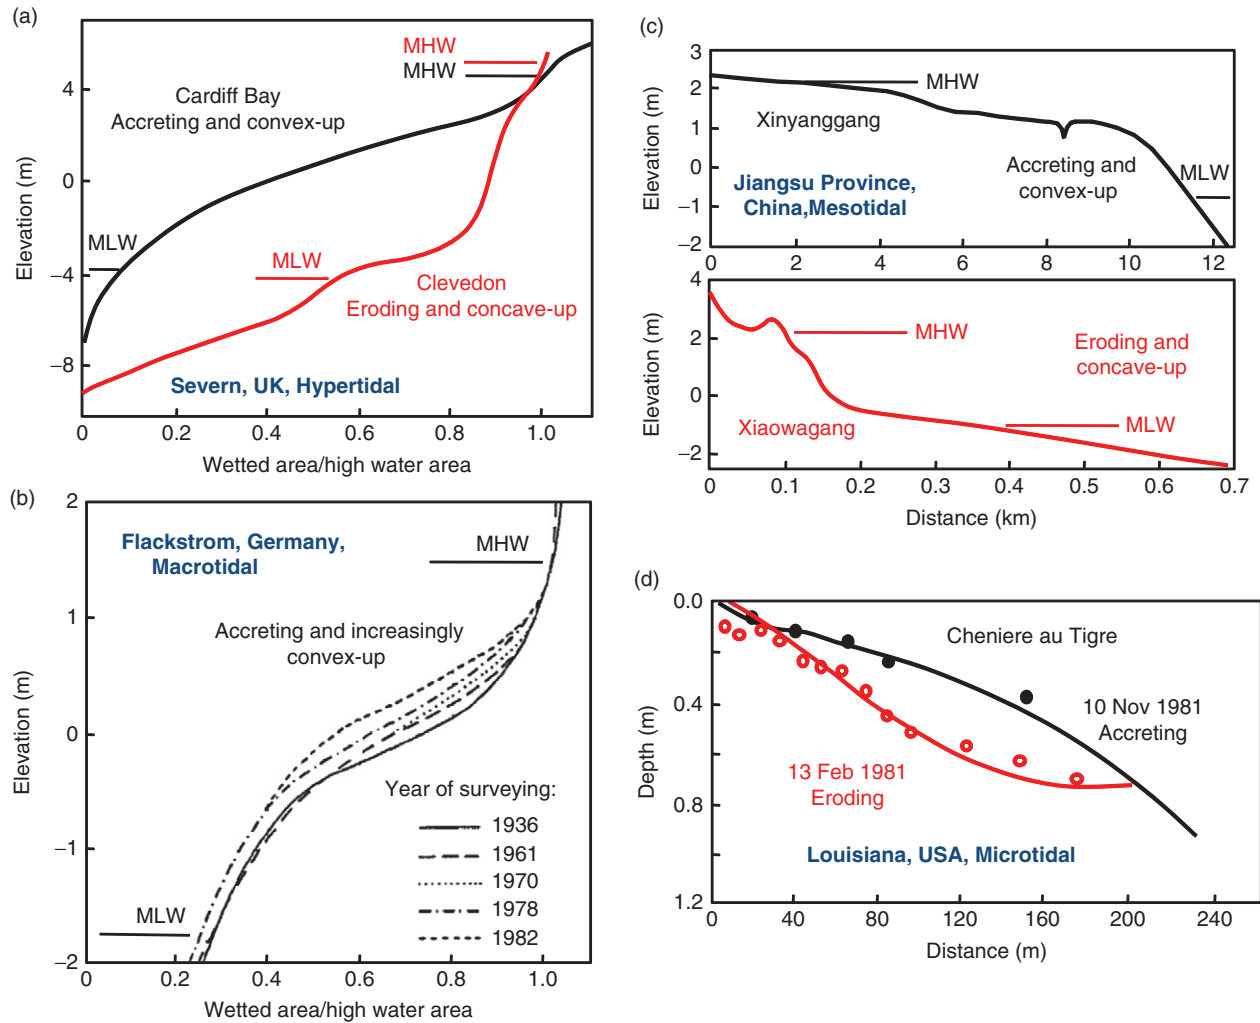 (a)
MHW
MHW
Cardiff Bay
Accreting and convex-up
MLW
MLW
Clevedon
Eroding and concave-up
Severn, UK, Hypertidal
4
0
−4
−8
Elevation (m)
0
0.2
0.4
0.6
0.8
1.0
Wetted area/high water area
(b)
2
1
0
−1
−2
Elevation (m)
Flackstrom, Germany,
Macrotidal
MHW
Accreting and increasingly
convex-up
Year of surveying:
1936
1961
1970
1978
1982
MLW
0
0.2
0.4
0.6
0.8
1.0
Wetted area/high water area
(c)
3
2
1
0
−1
−2
Elevation (m)
MHW
Xinyanggang
Accreting and
convex-up
MLW
Jiangsu Province,
China,Mesotidal
0
2
4
6
8
10
12
4
2
0
−2
Elevation (m)
MHW
Eroding and
concave-up
Xiaowagang
MLW
0
0.1
0.2
0.3
0.4
0.5
0.6
0.7
Distance (km)
(d)
0.0
0.4
0.8
1.2
Depth (m)
Cheniere au Tigre
10 Nov 1981
Accreting
13 Feb 1981
Eroding
Louisiana, USA, Microtidal
0
40
80
120
160
200
240
Distance (m)